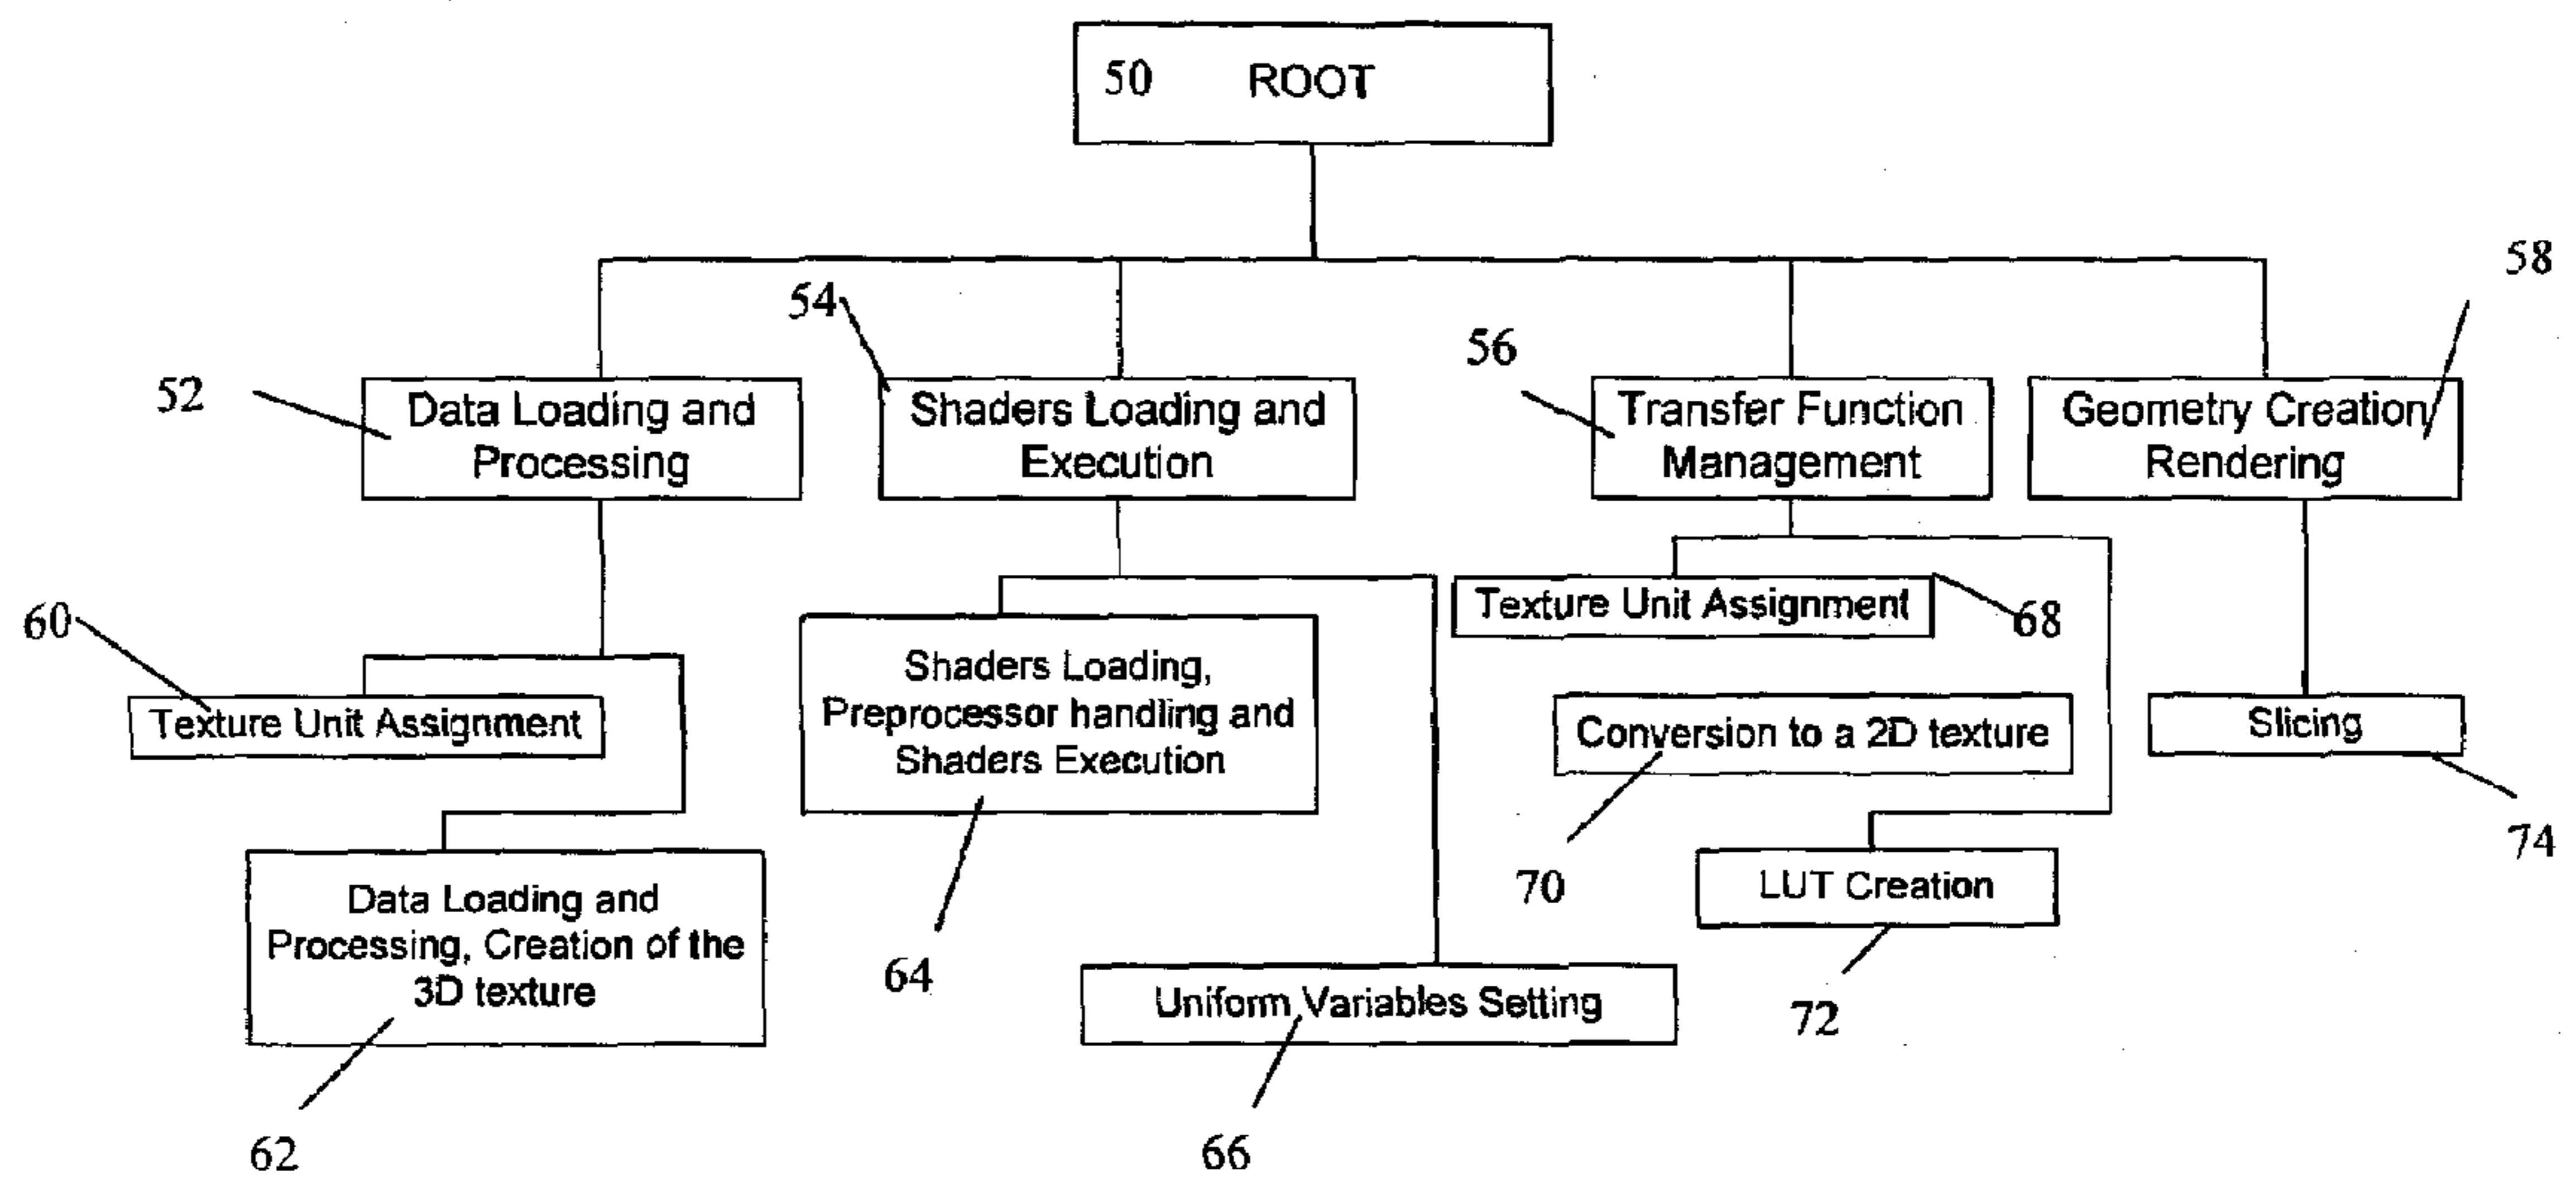 50 ROOT
58
54
56
52
Data Loading and
Processing
Shaders Loading and
Execution
Transfer Function
Management
Geometry Creation
Rendering
60
Texture Unit Assignment
68
Shaders Loading,
Preprocessor handling and
Shaders Execution
Texture Unit Assignment
Conversion to a 2D texture
Slicing
74
70
LUT Creation
Data Loading and
Processing, Creation of the
3D texture
64
Uniform Variables Setting
72
62
66